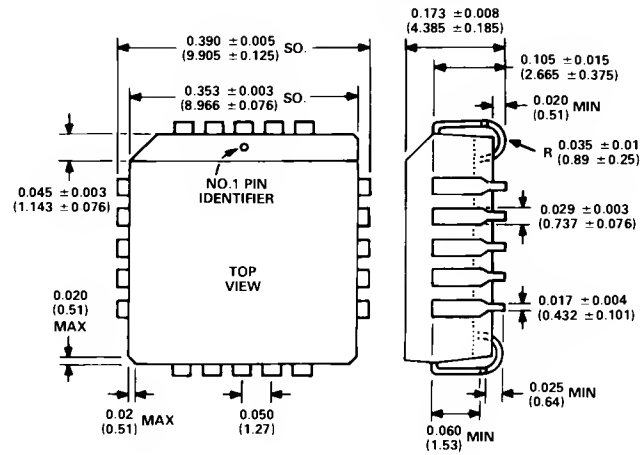 0.390 ±0.005 SO.
(9.905 ±0.125)
0.353 ±0.003 SO.
(8.966 ±0.076)
0.045 ±0.003
(1.143 ±0.076)
NO.1 PIN
IDENTIFIER
TOP
VIEW
0.020
(0.51)
MAX
0.02 MAX
(0.51)
0.050
(1.27)
0.173 ±0.008
(4.385 ±0.185)
0.105 ±0.015
(2.665 ±0.375)
0.020 MIN
(0.51)
R 0.035 ±0.01
(0.89 ±0.25)
0.029 ±0.003
(0.737 ±0.076)
0.017 ±0.004
(0.432 ±0.101)
0.025 MIN
(0.64)
0.060 MIN
(1.53)